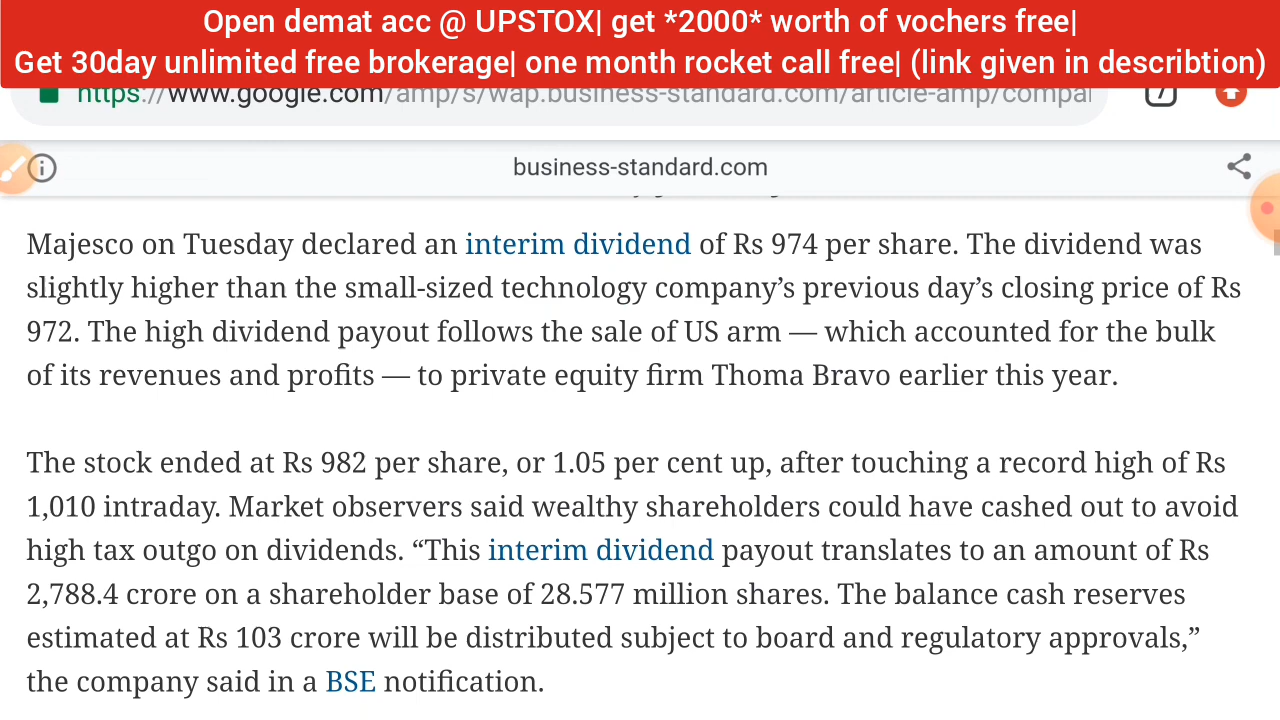 Open demat acc @ UPSTOX| get *2000* worth of vochers free|
Get 30day unlimited free brokerage| one month rocket call free| (link given in describtion)
https://www.google.com/amp/s/wap.business-standard.com/article-amp/compa
7
business-standard.com
Majesco on Tuesday declared an interim dividend of Rs 974 per share. The dividend was
slightly higher than the small-sized technology company’s previous day’s closing price of Rs
972. The high dividend payout follows the sale of US arm — which accounted for the bulk
of its revenues and profits — to private equity firm Thoma Bravo earlier this year.
The stock ended at Rs 982 per share, or 1.05 per cent up, after touching a record high of Rs
1,010 intraday. Market observers said wealthy shareholders could have cashed out to avoid
high tax outgo on dividends. “This interim dividend payout translates to an amount of Rs
2,788.4 crore on a shareholder base of 28.577 million shares. The balance cash reserves
estimated at Rs 103 crore will be distributed subject to board and regulatory approvals,”
the company said in a BSE notification.